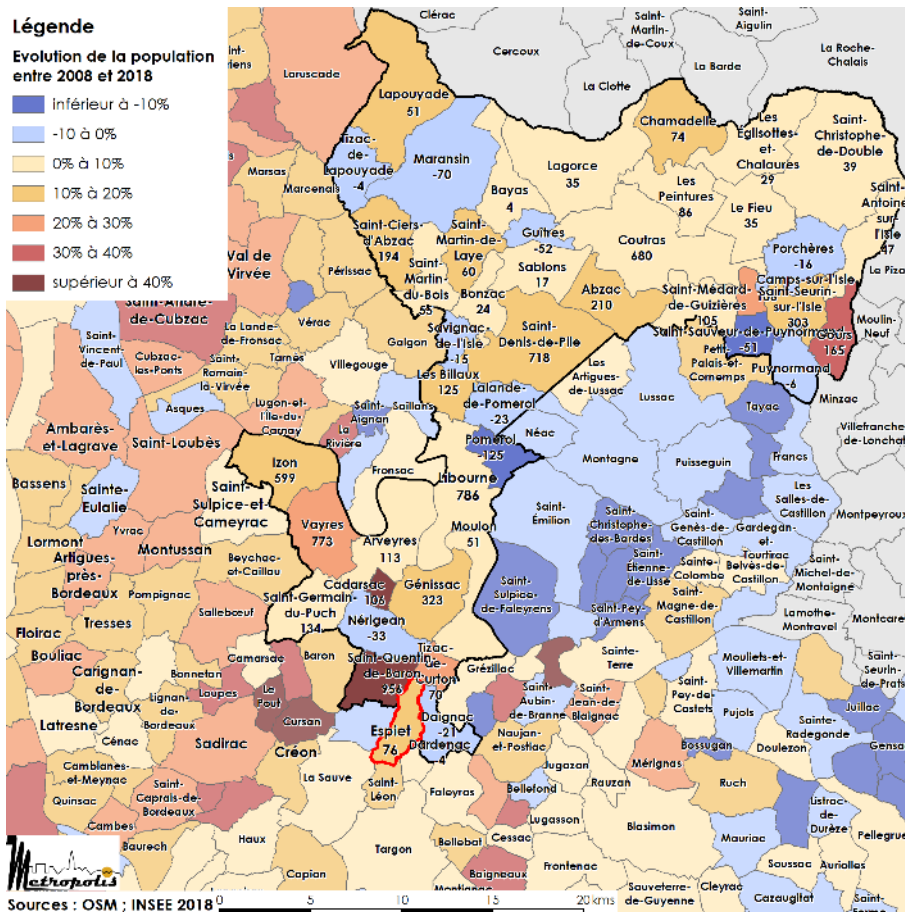 Légende
Evolution de la population
entre 2008 et 2018
inférieur à -10%
-10 à 0%
0% à 10%
10% à 20%
20% à 30%
30% à 40%
supérieur à 40%
Clérac
Saint-
Martin-
de-Coux
Saint-
Aigulin
Cercoux
La Barde
La Roche-
Chalais
La Clotte
Laruscade
Lapouyade
51
Chamadelle
74
Les
Églisottes-
et-
Chalaures
29
Saint-
Christophe-
de-Double
39
Tizac-
de-
Lapouyade
-4
Maransin
-70
Lagorce
35
Marsas
Marcenais
Bayas
4
Les
Peintures
86
Le Fieu
35
Saint-
Antoine-
sur-
l'Isle
47
Saint-Ciers-
d'Abzac
194
Saint-
Martin-de-
Laye
60
Guîtres
-52
Coutras
680
Porchères
-16
Val de
Virvée
Périssac
Saint-
Martin-
du-Bois
55
Bonzac
24
Sablons
17
Abzac
210
Saint-Médard-
de-Guizières
105
Camps-sur-l'Isle
Saint-Seurin-
sur-l'Isle
303
Gours
165
Moulin-
Neuf
Saint-André-
de-Cubzac
Vérac
La Lande-
de-Fronsac
Galgon
Savignac-
de-l'Isle
-15
Saint-
Denis-de-Pile
718
Saint-Sauveur-de-Puynormand
-51
Petit-
Palais-et-
Cornemps
Puynormand
-6
Minzac
Saint-
Vincent-
de-Paul
Cubzac-
les-Ponts
Saint-
Romain-
la-Virvée
Tarnès
Villegouge
Les Billaux
125
Les
Artigues-
de-Lussac
Lussac
Asques
Lugon-et-
l'Île-du-
Carnay
Saint-
Aignan
Saillans
Lalande-
de-Pomerol
-23
Tayac
Villefranche-
de-Lonchat
Ambarès-
et-Lagrave
Saint-Loubès
La
Rivière
Pomerol
-125
Néac
Montagne
Puisseguin
Francs
Bassens
Izon
599
Fronsac
Libourne
786
Les
Salles-de-
Castillon
Sainte-
Eulalie
Saint-
Sulpice-et-
Cameyrac
Saint-
Émilion
Saint-
Christophe-
des-Bardes
Saint-
Genès-de-
Castillon
Gardegan-
et-
Tourtirac
Montpeyroux
Yvrac
Lormont
Montussan
Vayres
773
Arveyres
113
Moulon
51
Saint-
Étienne-
de-Lisse
Sainte-
Colombe
Belvès-de-
Castillon
Saint-
Michel-de-
Montaigne
Artigues-
près-
Bordeaux
Beychac-
et-Caillau
Pompignac
Cadarsac
106
Génissac
323
Saint-
Sulpice-
de-Faleyrens
Saint-Pey-
d'Armens
Saint-
Magne-de-
Castillon
Lamothe-
Montravel
Montcaret
Tresses
Sallebœuf
Saint-Germain-
du-Puch
134
Nérigean
-33
Floirac
Bouliac
Camarsac
Baron
Saint-Quentin-
de-Baron
956
Tizac-
de-
Curton
70
Grézillac
Sainte-
Terre
Mouliets-et-
Villemartin
Carignan-
de-
Bordeaux
Bonnetan
Loupes
Le
Pout
Lignan-
de-
Bordeaux
Cursan
Espiet
76
Daignac
-21
Dardenac
4
Saint-
Aubin-
de-Branne
Saint-
Jean-de-
Blaignac
Saint-
Pey-de-
Castets
Pujols
Sainte-
Radegonde
Juillac
Latresne
Cénac
Sadirac
Créon
Naujan-
et-Postiac
Bossugan
Doulezon
Camblanes-
et-Meynac
La Sauve
Jugazan
Rauzan
Mérignas
Ruch
Quinsac
Saint-
Caprais-de-
Bordeaux
Saint-
Léon
Faleyras
Bellefond
Listrac-
de-
Durèze
Cambes
Lugasson
Blasimon
Mauriac
Baurech
Haux
Targon
Bellebat
Cessac
Frontenac
Soussac
Auriolles
Capian
Baigneaux
Sauveterre-
de-Guyenne
Cleyrac
Cazaugitat
Metropolis
Sources : OSM ; INSEE 2018
0 5 10 15 20 kms